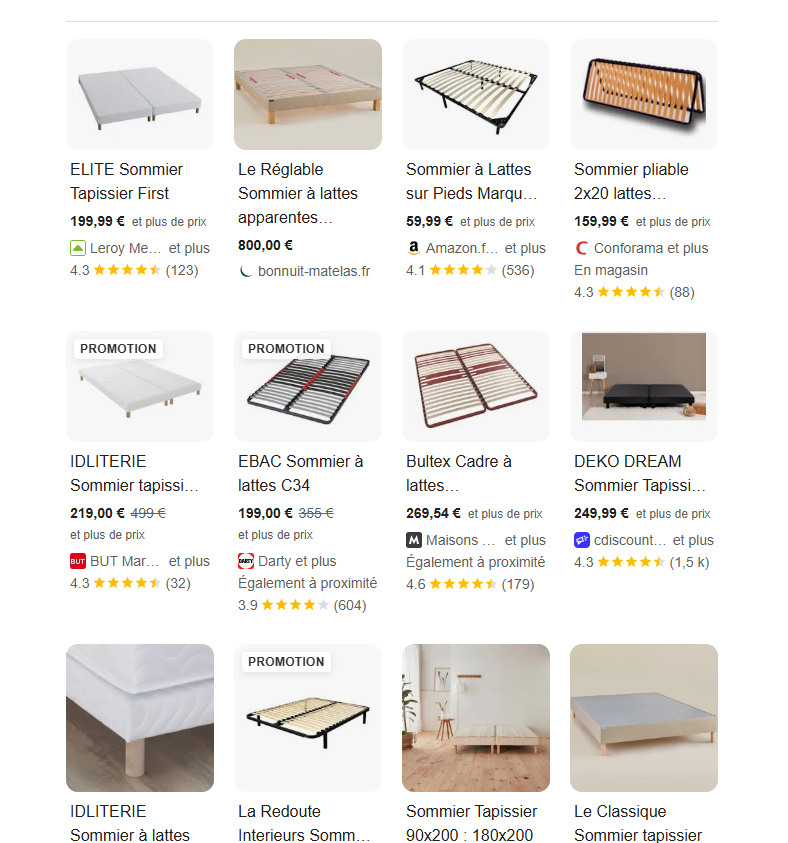 ELITE Sommier
Tapissier First
199,99 € et plus de prix
Leroy Me... et plus
4.3 (123)
Le Réglable
Sommier à lattes
apparentes…
800,00 €
bonnuit-matelas.fr
Sommier à Lattes
sur Pieds Marqu…
59,99 € et plus de prix
Amazon.f... et plus
4.1 (536)
Sommier pliable
2x20 lattes…
159,99 € et plus de prix
Conforama et plus
En magasin
4.3 (88)
PROMOTION
IDLITERIE
Sommier tapissi…
219,00 € 499 €
et plus de prix
BUT
BUT Mar... et plus
4.3 (32)
PROMOTION
EBAC Sommier à
lattes C34
199,00 € 355 €
et plus de prix
DARTY
Darty et plus
Également à proximité
3.9 (604)
Bultex Cadre à
lattes…
269,54 € et plus de prix
M
Maisons ... et plus
Également à proximité
4.6 (179)
DEKO DREAM
Sommier Tapissi…
249,99 € et plus de prix
cdiscount... et plus
4.3 (1,5 k)
IDLITERIE
Sommier à lattes
PROMOTION
La Redoute
Interieurs Somm…
Sommier Tapissier
90x200 : 180x200
Le Classique
Sommier tapissier